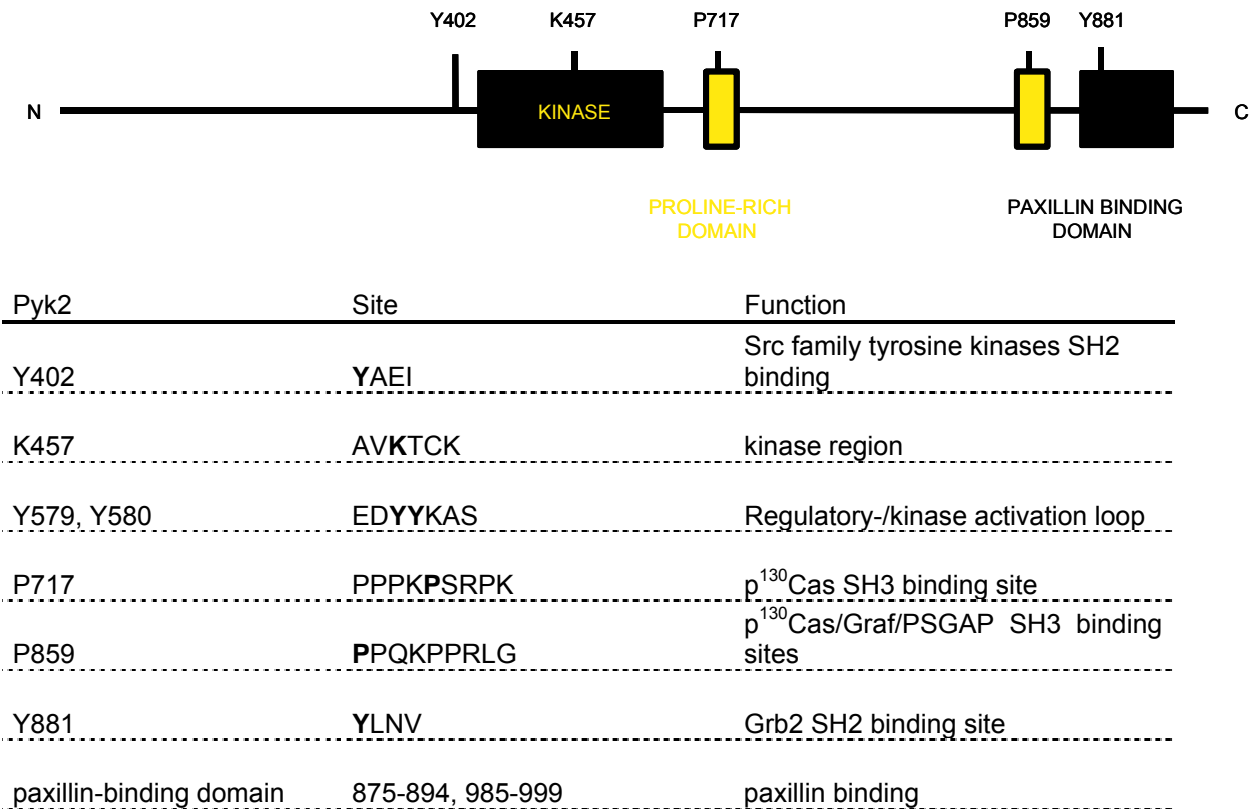 Y402 K457 P717 P859 Y881
N KINASE C
PROLINE-RICH PAXILLIN BINDING
DOMAIN DOMAIN
Pyk2 Site Function
Src family tyrosine kinases SH2
Y402 YAEI binding
K457 AVKTCK kinase region
Y579, Y580 EDYYKAS Regulatory-/kinase activation loop
P717 PPPKPSRPK p130Cas SH3 binding site
p130Cas/Graf/PSGAP SH3 binding
P859 PPQKPPRLG sites
Y881 YLNV Grb2 SH2 binding site
paxillin-binding domain 875-894, 985-999 paxillin binding